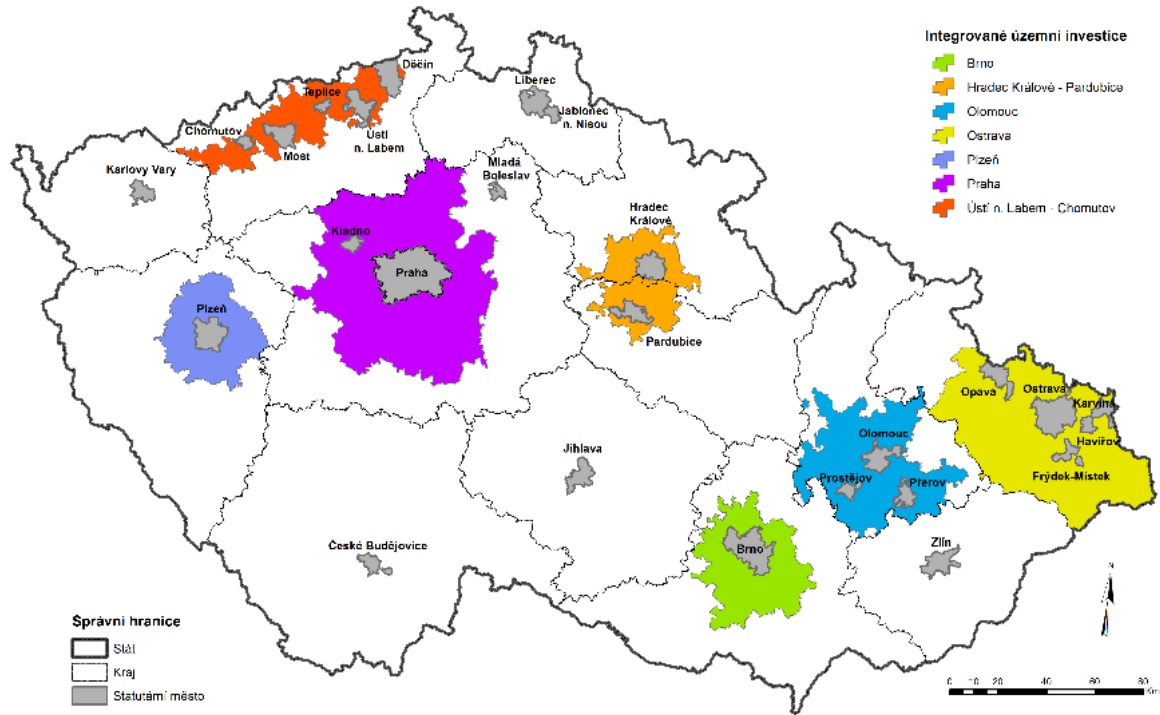 Integrované územní investice
Brno
Hradec Králové - Pardubice
Olomouc
Ostrava
Plzeň
Praha
Ústí n. Labem - Chomutov
Děčín
Teplice
Liberec
Jablonec
n. Nisou
Chomutov
Ústí
n. Labem
Most
Karlovy Vary
Mladá
Boleslav
Hradec
Králové
Kladno
Praha
Plzeň
Pardubice
Opava
Ostrava
Karviná
Havířov
Frýdek-Místek
Olomouc
Prostějov
Přerov
Jihlava
Brno
Zlín
České Budějovice
Správní hranice
Stát
Kraj
Statutární město
N
0 10 20 40 60 80
Km